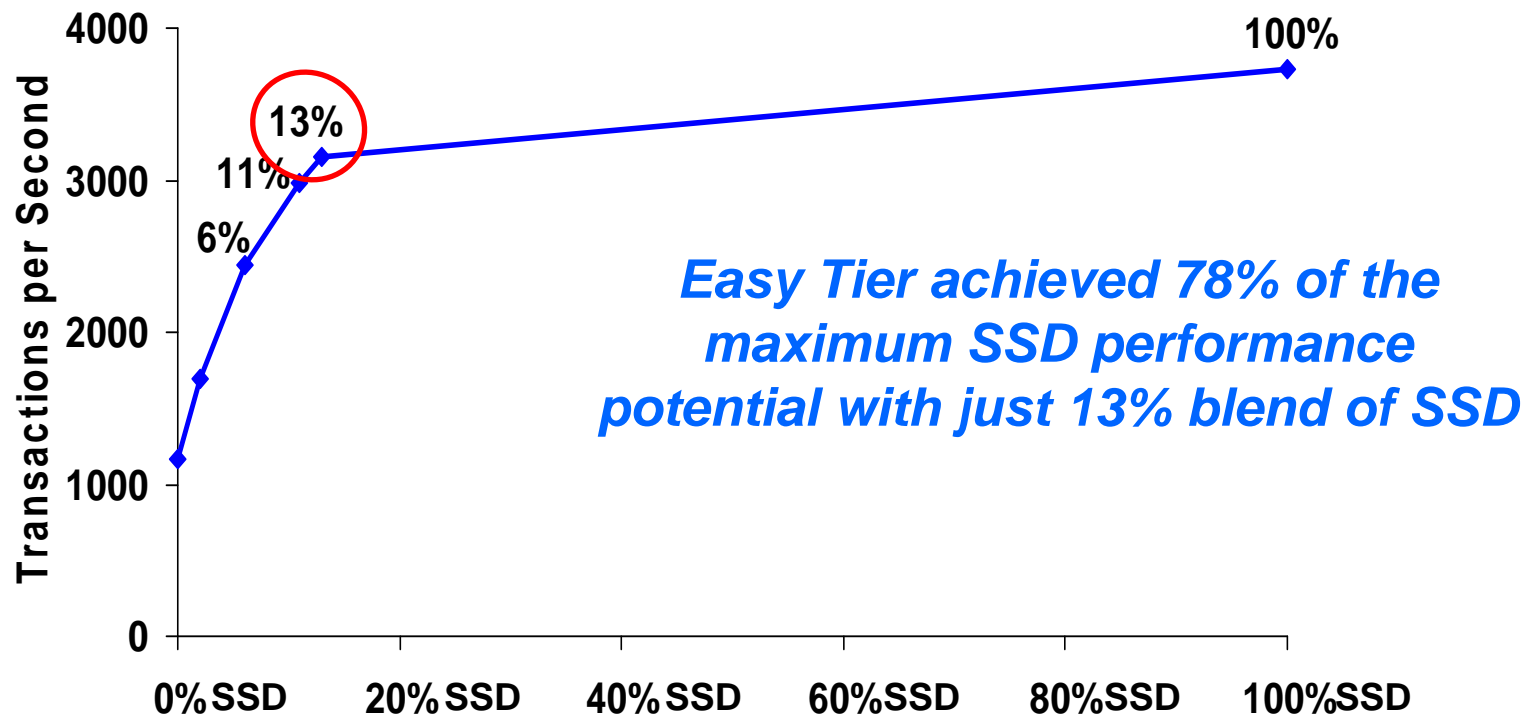 4000
100%
13%
11%
3000
6%
Transactions per Second
Easy Tier achieved 78% of the
maximum SSD performance
potential with just 13% blend of SSD
2000
1000
0
0%SSD 20%SSD 40%SSD 60%SSD 80%SSD 100%SSD